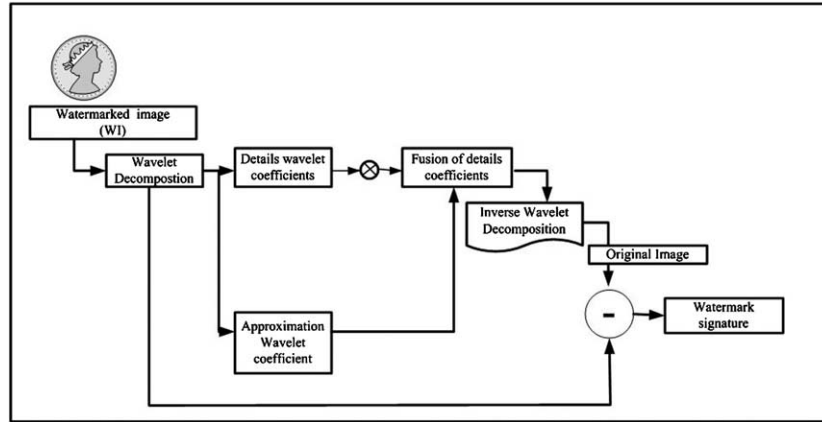 Watermarked image
(WI)
Wavelet
Decompostion
Details wavelet
coefficients
Fusion of details
coefficients
Inverse Wavelet
Decomposition
Original Image
Approximation
Wavelet
coefficient
-
Watermark
signature